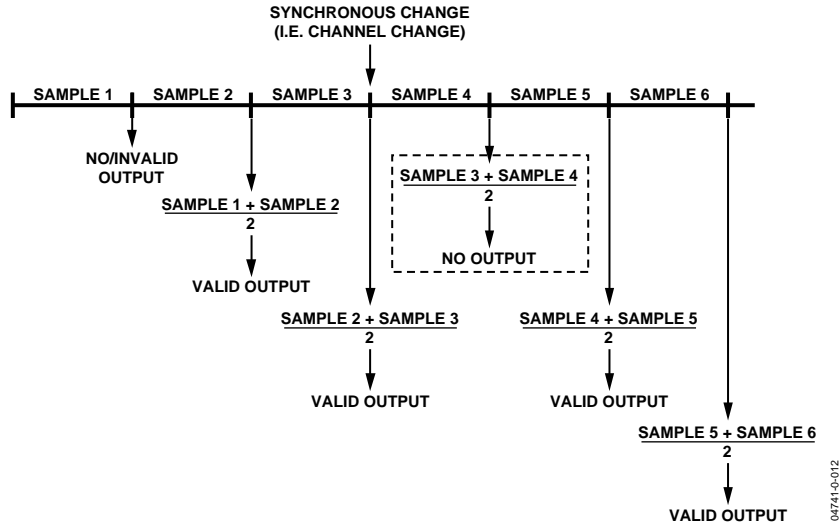 SYNCHRONOUS CHANGE
(I.E. CHANNEL CHANGE)
SAMPLE 1
SAMPLE 2
SAMPLE 3
SAMPLE 4
SAMPLE 5
SAMPLE 6
NO/INVALID
OUTPUT
SAMPLE 1 + SAMPLE 2
2
VALID OUTPUT
SAMPLE 2 + SAMPLE 3
2
VALID OUTPUT
SAMPLE 3 + SAMPLE 4
2
NO OUTPUT
SAMPLE 4 + SAMPLE 5
2
VALID OUTPUT
SAMPLE 5 + SAMPLE 6
2
VALID OUTPUT
04741-0-012